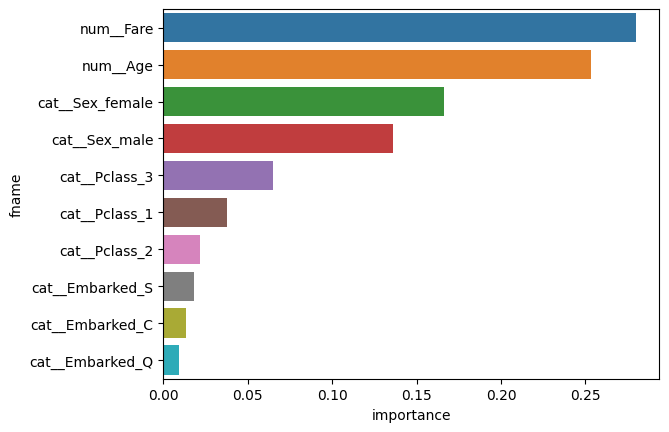 num__Fare
num__Age
cat__Sex_female
cat__Sex_male
cat__Pclass_3
cat__Pclass_1
cat__Pclass_2
cat__Embarked_S
cat__Embarked_C
cat__Embarked_Q
fname
0.00 0.05 0.10 0.15 0.20 0.25
importance